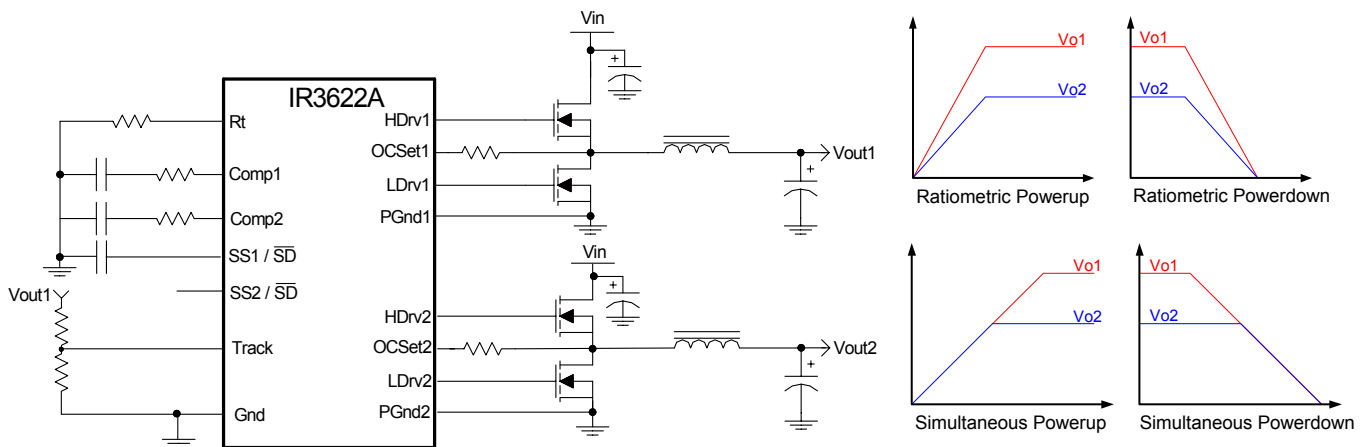 IR3622A
Rt
Comp1
Comp2
SS1 / SD
SS2 / SD
Vout1
Track
Gnd
HDrv1
OCSet1
LDrv1
PGnd1
HDrv2
OCSet2
LDrv2
PGnd2
Vin
+
Vout1
+
Vin
+
Vout2
+
Vo1
Vo2
Ratiometric Powerup
Vo1
Vo2
Ratiometric Powerdown
Vo1
Vo2
Simultaneous Powerup
Vo1
Vo2
Simultaneous Powerdown